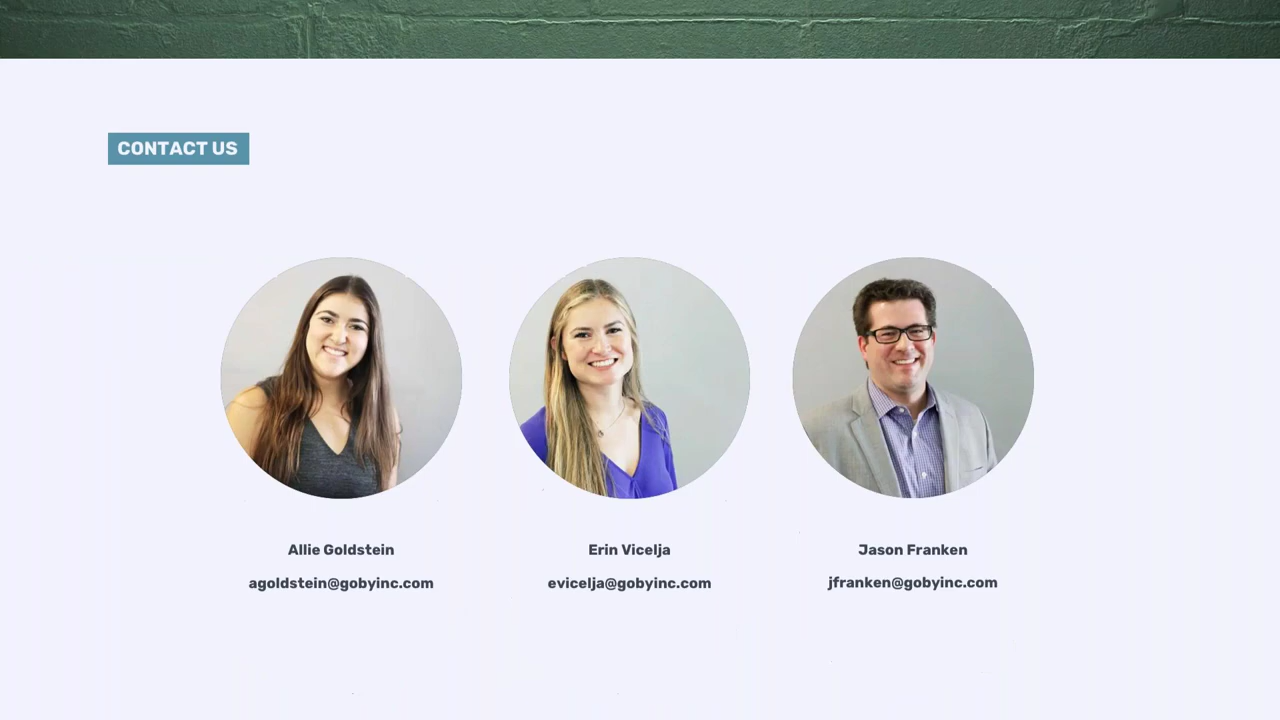 CONTACT US
Allie Goldstein
Erin Vicelja
Jason Franken
agoldstein@gobyinc.com
evicelja@gobyinc.com
jfranken@gobyinc.com